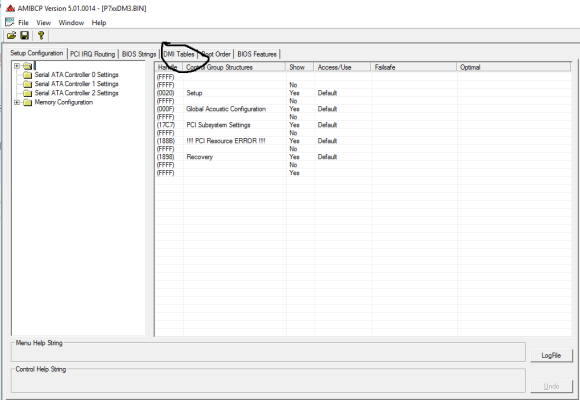 AMIBCP Version 5.01.0014 - [P7xxDM3.BIN]
File View Window Help
Setup Configuration PCI IRQ Routing BIOS Strings DMI Tables Boot Order BIOS Features
Serial ATA Controller 0 Settings
Serial ATA Controller 1 Settings
Serial ATA Controller 2 Settings
Memory Configuration
Handle Control Group Structures Show Access/Use Failsafe Optimal
(FFFF)
(FFFF) No
(0020) Setup Yes Default
(FFFF) No
(000F) Global Acoustic Configuration Yes Default
(FFFF) No
(17C7) PCI Subsystem Settings Yes Default
(FFFF) No
(188B) !!!! PCI Resource ERROR !!!! Yes Default
(FFFF) No
(1898) Recovery Yes Default
(FFFF) No
(FFFF) Yes
Menu Help String
LogFile
Control Help String
Undo